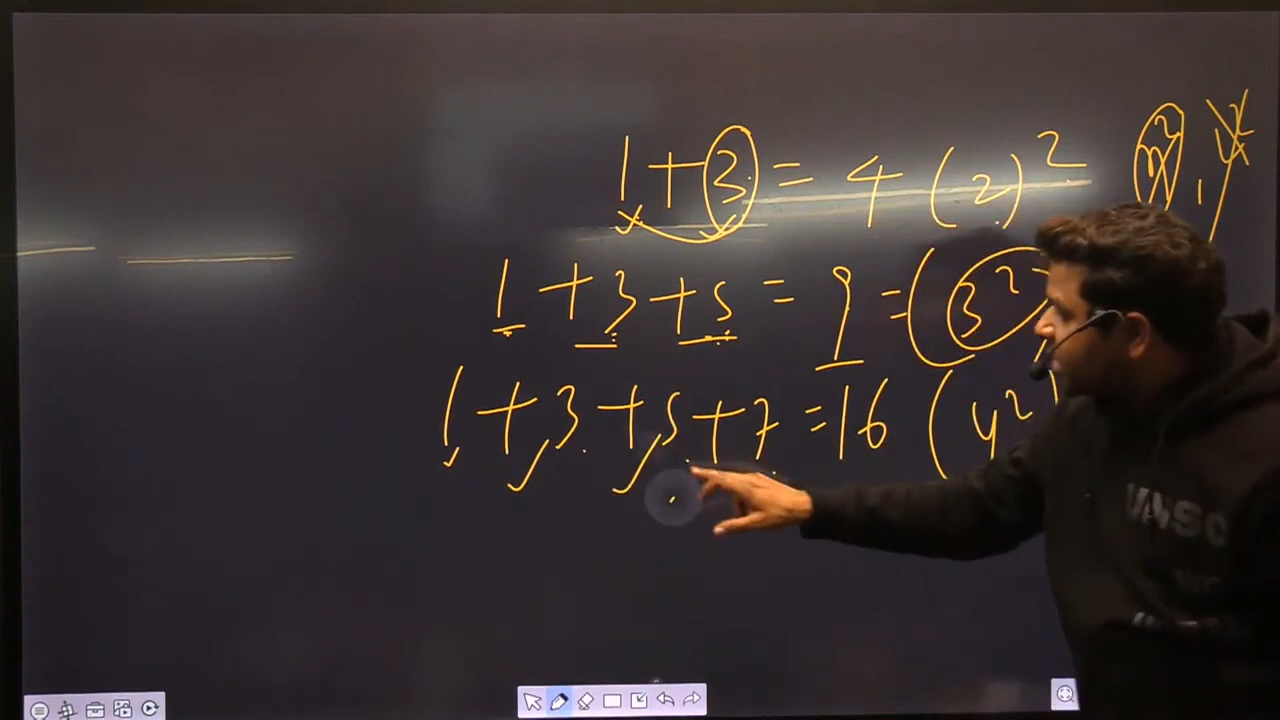 1 + 3 = 4 (2)²
1 + 3 + 5 = 9 = (3²
1 + 3 + 5 + 7 = 16 (4²)